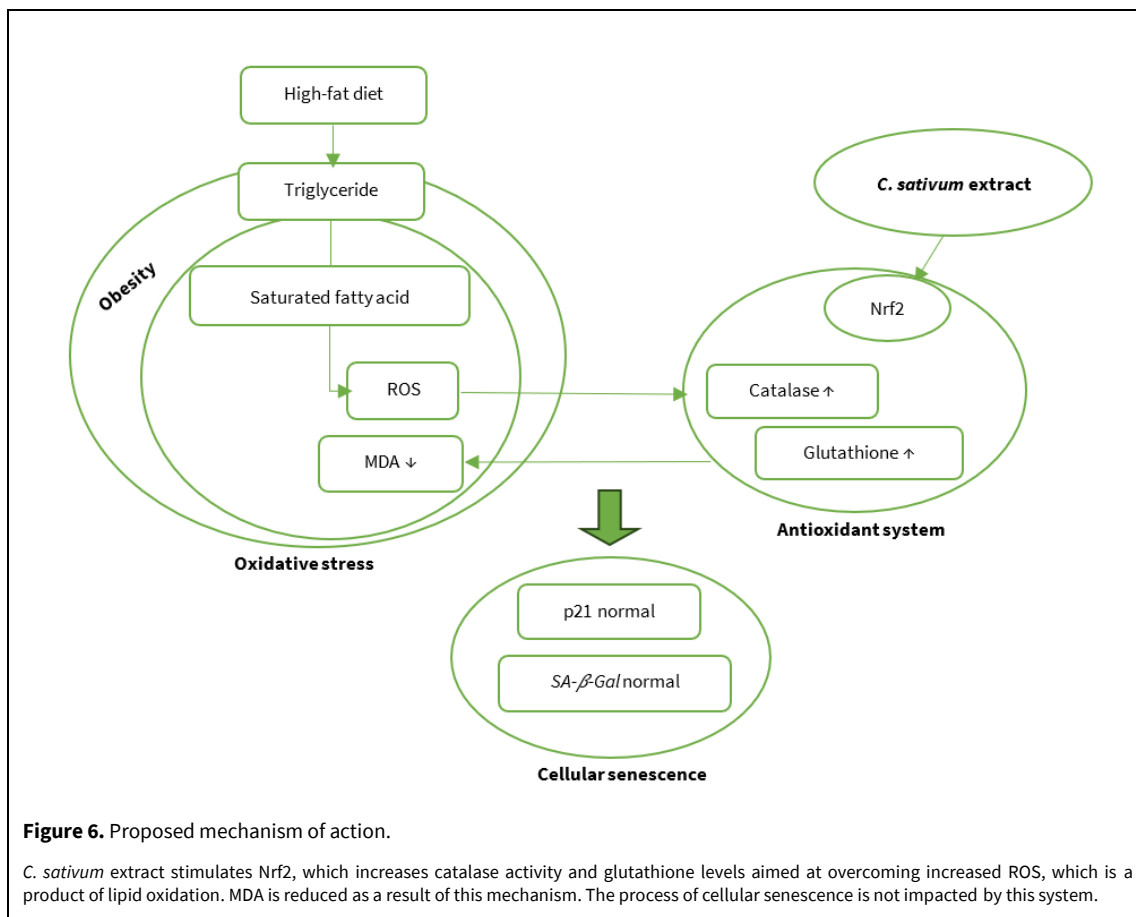 High-fat diet
Triglyceride
Obesity
Saturated fatty acid
ROS
MDA ↓
Oxidative stress
C. sativum extract
Nrf2
Catalase ↑
Glutathione ↑
Antioxidant system
p21 normal
SA-β-Gal normal
Cellular senescence
Figure 6. Proposed mechanism of action.
C. sativum extract stimulates Nrf2, which increases catalase activity and glutathione levels aimed at overcoming increased ROS, which is a
product of lipid oxidation. MDA is reduced as a result of this mechanism. The process of cellular senescence is not impacted by this system.